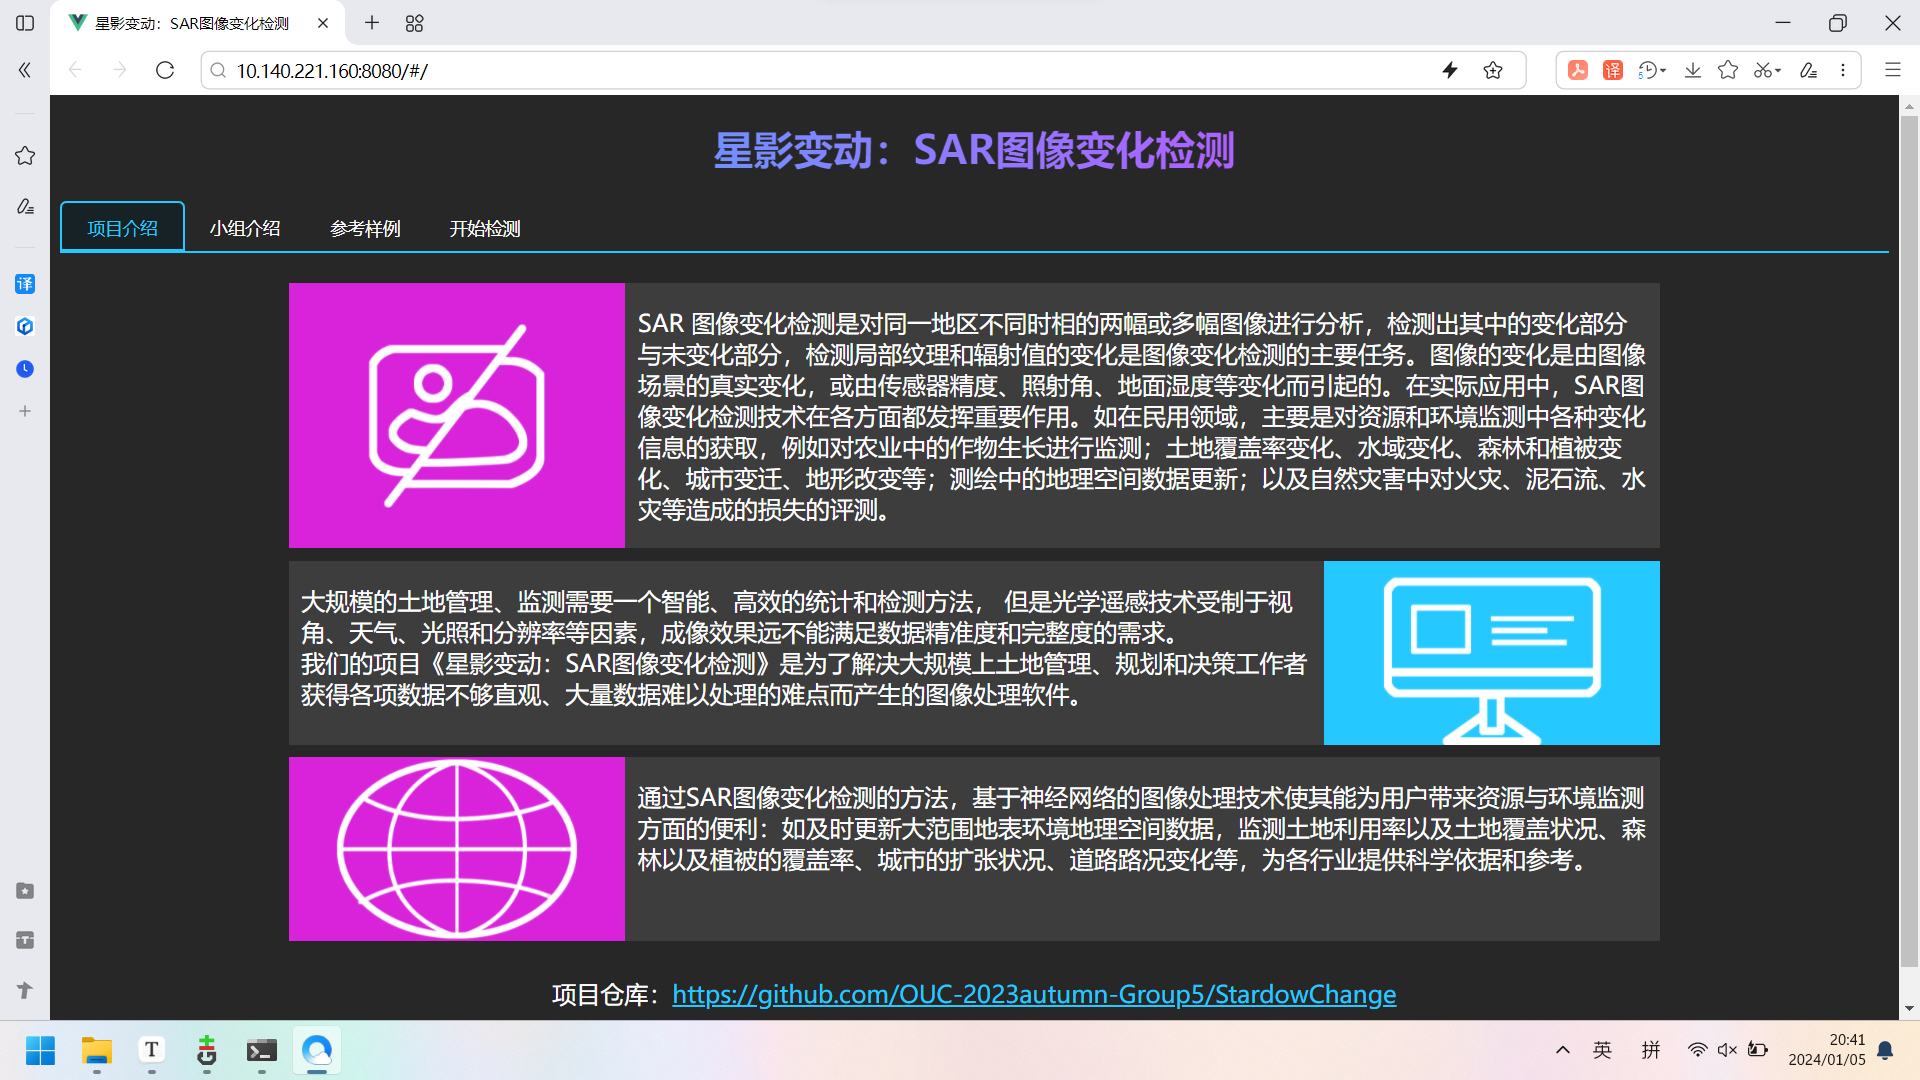 星影变动：SAR图像变化检测
10.140.221.160:8080/#/
译
5
译
星影变动：SAR图像变化检测
项目介绍
小组介绍
参考样例
开始检测
SAR 图像变化检测是对同一地区不同时相的两幅或多幅图像进行分析，检测出其中的变化部分
与未变化部分，检测局部纹理和辐射值的变化是图像变化检测的主要任务。图像的变化是由图像
场景的真实变化，或由传感器精度、照射角、地面湿度等变化而引起的。在实际应用中，SAR图
像变化检测技术在各方面都发挥重要作用。如在民用领域，主要是对资源和环境监测中各种变化
信息的获取，例如对农业中的作物生长进行监测；土地覆盖率变化、水域变化、森林和植被变
化、城市变迁、地形改变等；测绘中的地理空间数据更新；以及自然灾害中对火灾、泥石流、水
灾等造成的损失的评测。
大规模的土地管理、监测需要一个智能、高效的统计和检测方法， 但是光学遥感技术受制于视
角、天气、光照和分辨率等因素，成像效果远不能满足数据精准度和完整度的需求。
我们的项目《星影变动：SAR图像变化检测》是为了解决大规模上土地管理、规划和决策工作者
获得各项数据不够直观、大量数据难以处理的难点而产生的图像处理软件。
通过SAR图像变化检测的方法，基于神经网络的图像处理技术使其能为用户带来资源与环境监测
方面的便利：如及时更新大范围地表环境地理空间数据，监测土地利用率以及土地覆盖状况、森
林以及植被的覆盖率、城市的扩张状况、道路路况变化等，为各行业提供科学依据和参考。
项目仓库：https://github.com/OUC-2023autumn-Group5/StardowChange
T
英
拼
20:41
2024/01/05